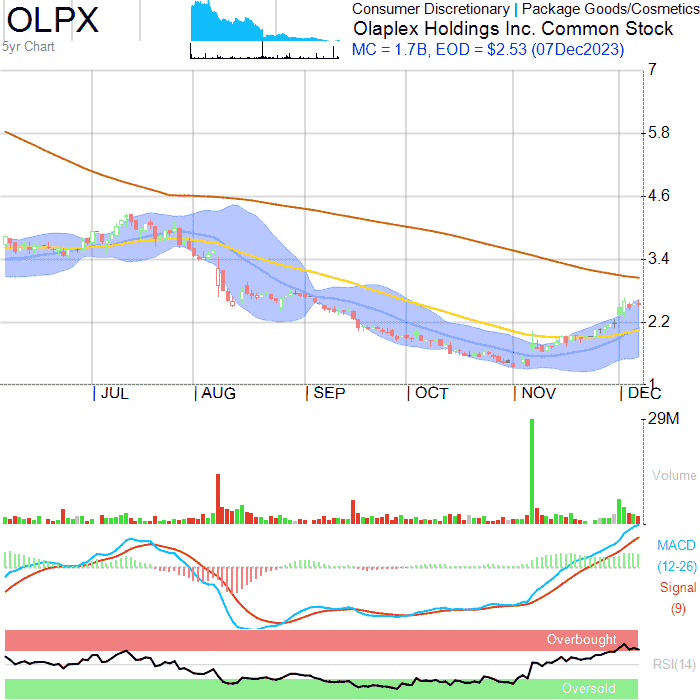 OLPX
5yr Chart
Consumer Discretionary | Package Goods/Cosmetics
Olaplex Holdings Inc. Common Stock
MC = 1.7B, EOD = $2.53 (07Dec2023)
7
5.8
4.6
3.4
2.2
1
JUL
AUG
SEP
OCT
NOV
DEC
29M
Volume
MACD
(12-26)
Signal
(9)
Overbought
RSI(14)
Oversold